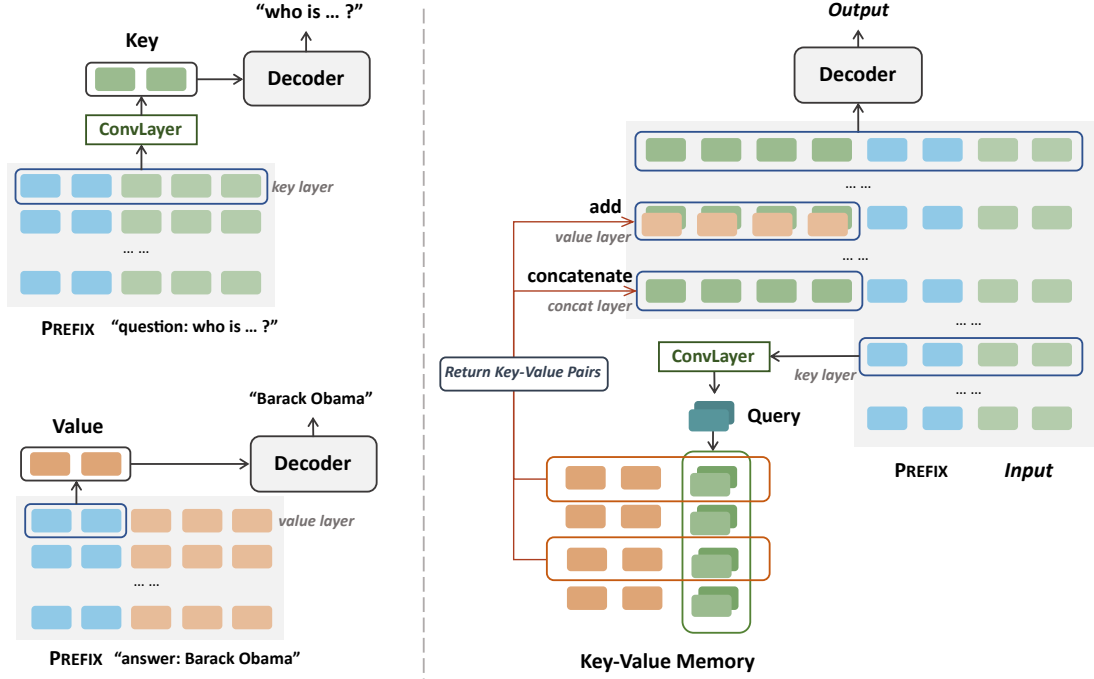 “who is ... ?”
Key
Decoder
ConvLayer
key layer
... ...
PREFIX “question: who is ... ?”
“Barack Obama”
Value
Decoder
value layer
... ...
PREFIX “answer: Barack Obama”
Output
Decoder
... ...
add
value layer
... ...
concatenate
concat layer
... ...
ConvLayer
Return Key-Value Pairs
key layer
... ...
Query
PREFIX Input
Key-Value Memory